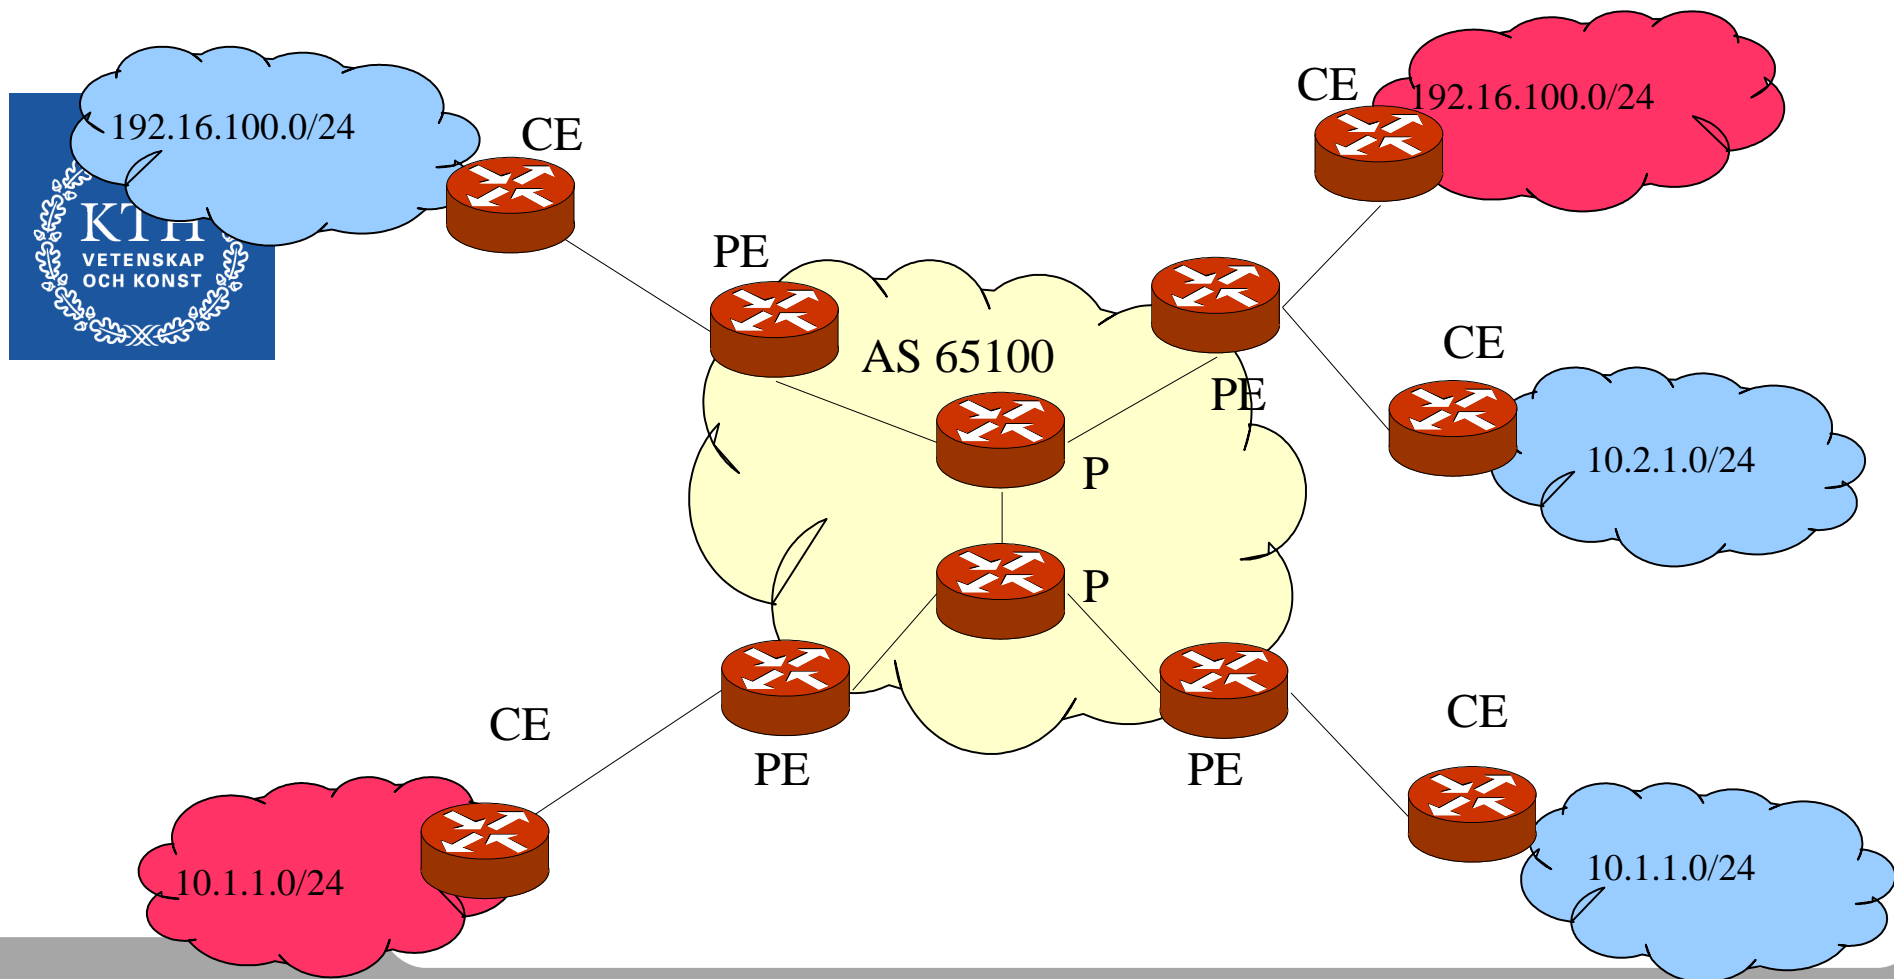 CE
192.16.100.0/24
192.16.100.0/24
CE
KTH
VETENSKAP
OCH KONST
PE
AS 65100
CE
PE
10.2.1.0/24
P
P
CE
PE
PE
CE
10.1.1.0/24
10.1.1.0/24